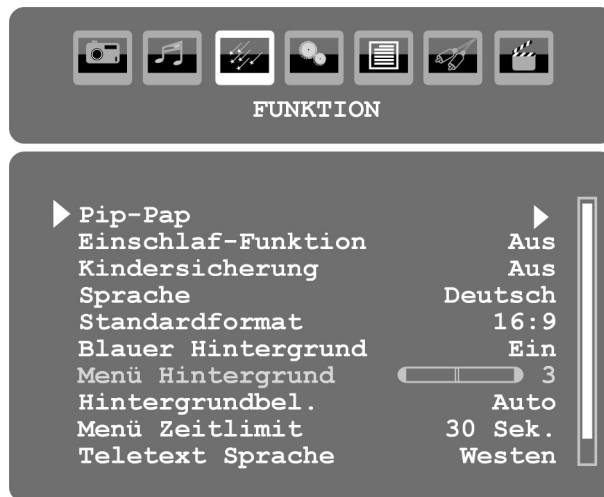 FUNKTION
Pip-Pap
Einschlaf-Funktion Aus
Kindersicherung Aus
Sprache Deutsch
Standardformat 16:9
Blauer Hintergrund Ein
Menü Hintergrund 3
Hintergrundbel. Auto
Menü Zeitlimit 30 Sek.
Teletext Sprache Westen